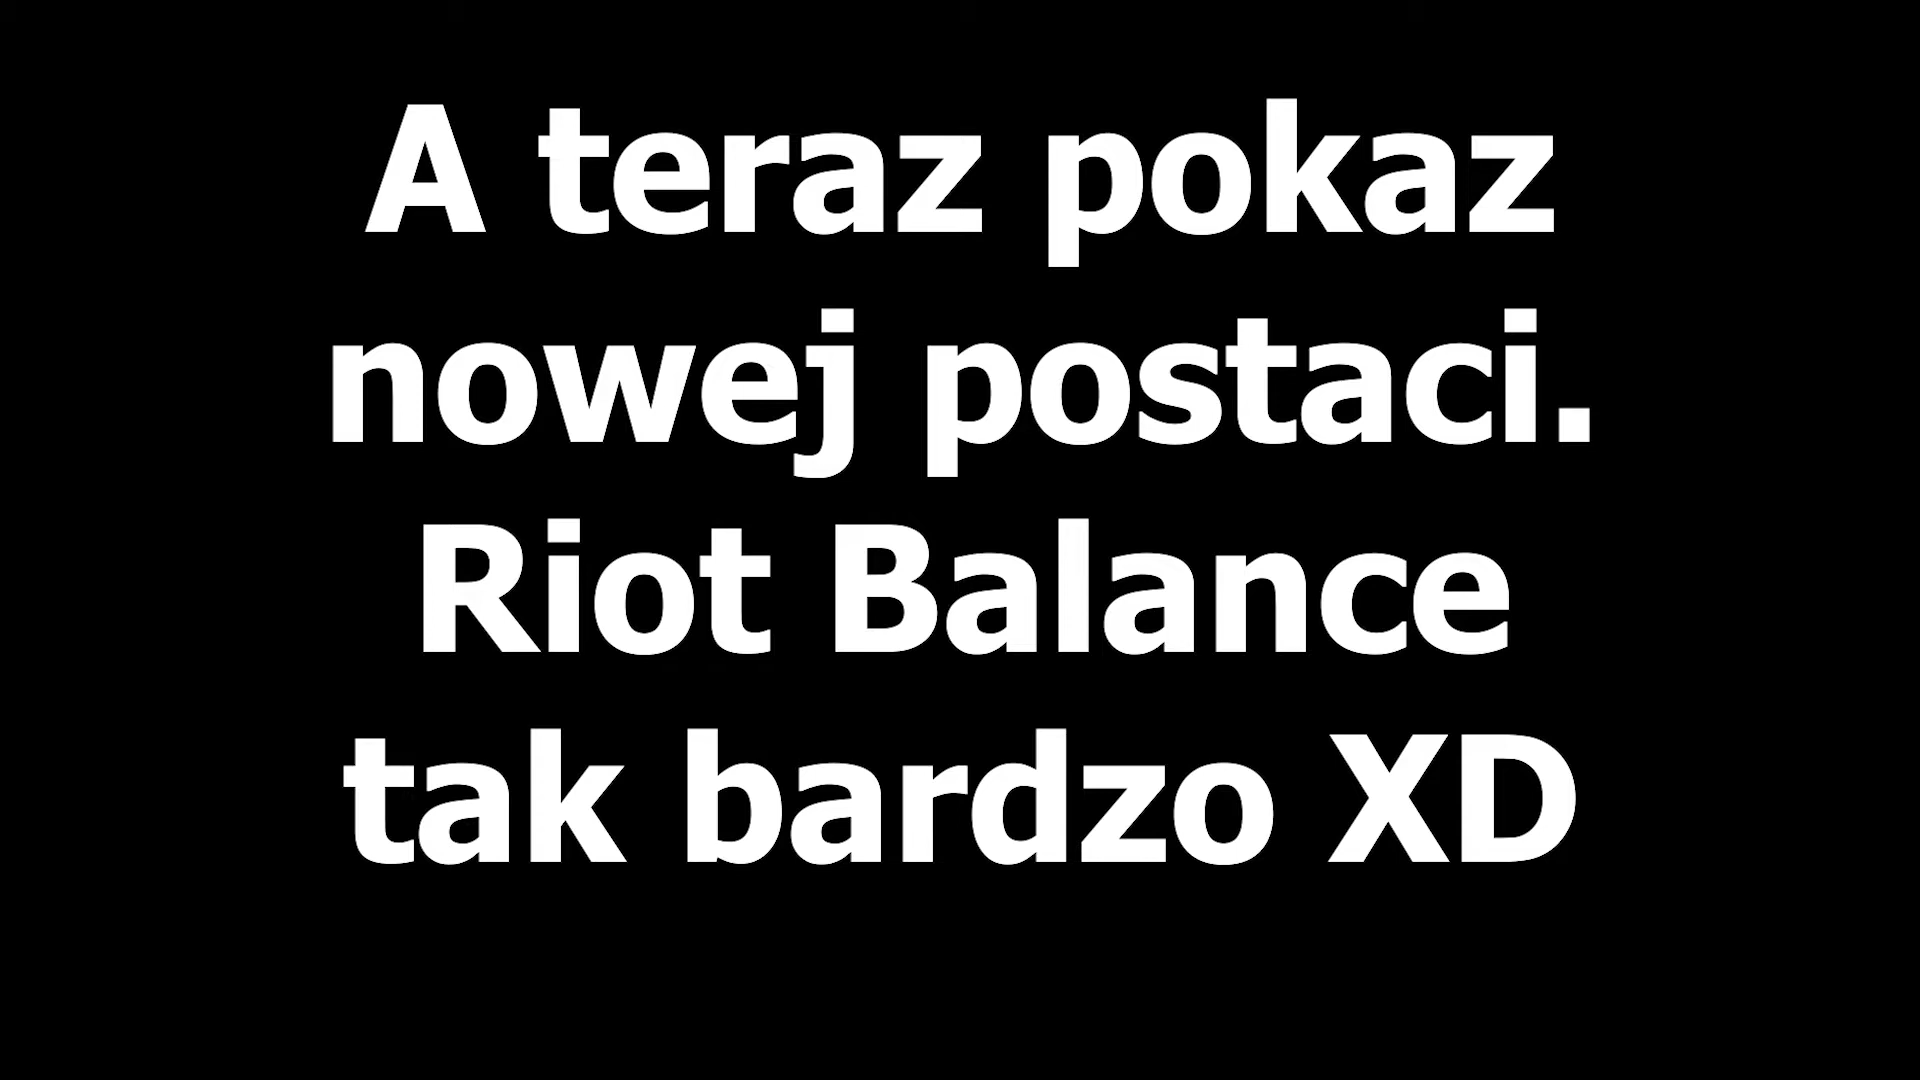 A teraz pokaz
nowej postaci.
Riot Balance
tak bardzo XD